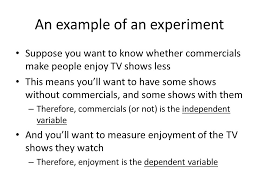 An example of an experiment
• Suppose you want to know whether commercials
make people enjoy TV shows less
• This means you'll want to have some shows
without commercials, and some shows with them
– Therefore, commercials (or not) is the independent
variable
• And you'll want to measure enjoyment of the TV
shows they watch
– Therefore, enjoyment is the dependent variable